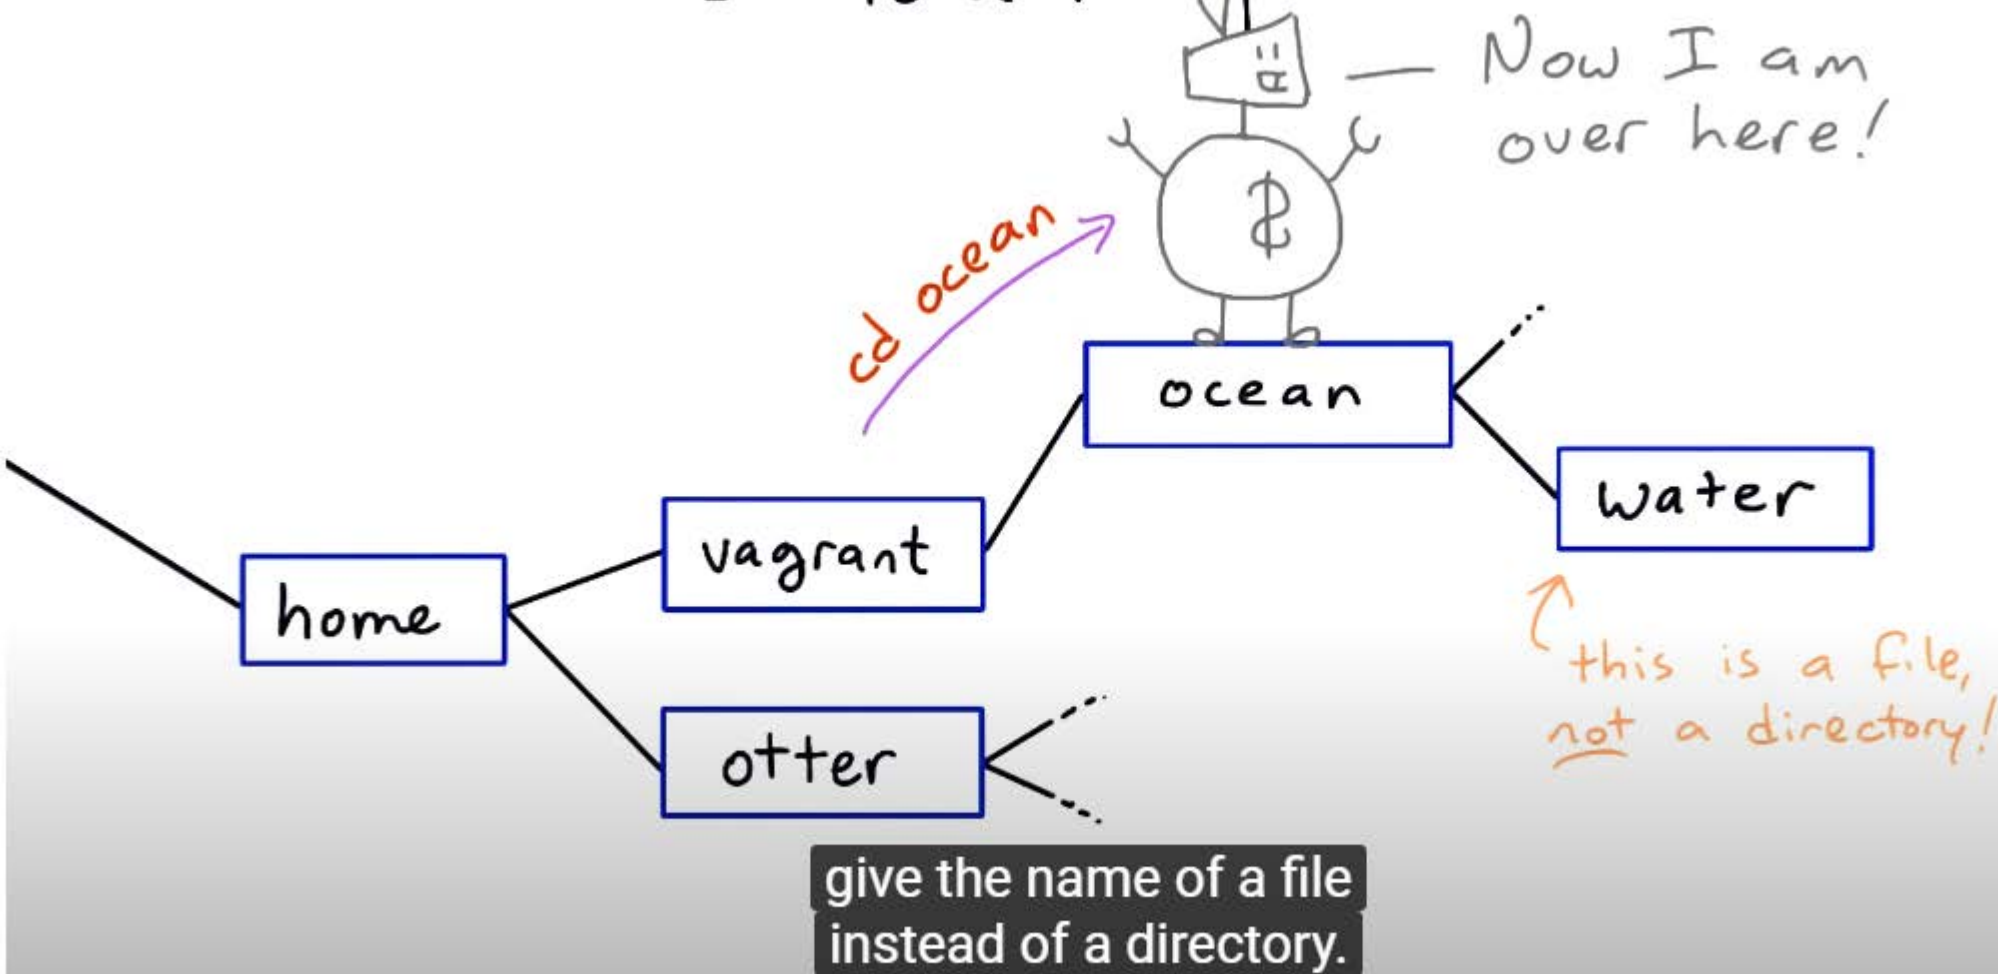 Now I am
over here!
$
cd ocean
ocean
water
vagrant
home
this is a file,
not a directory!
otter
give the name of a file
instead of a directory.